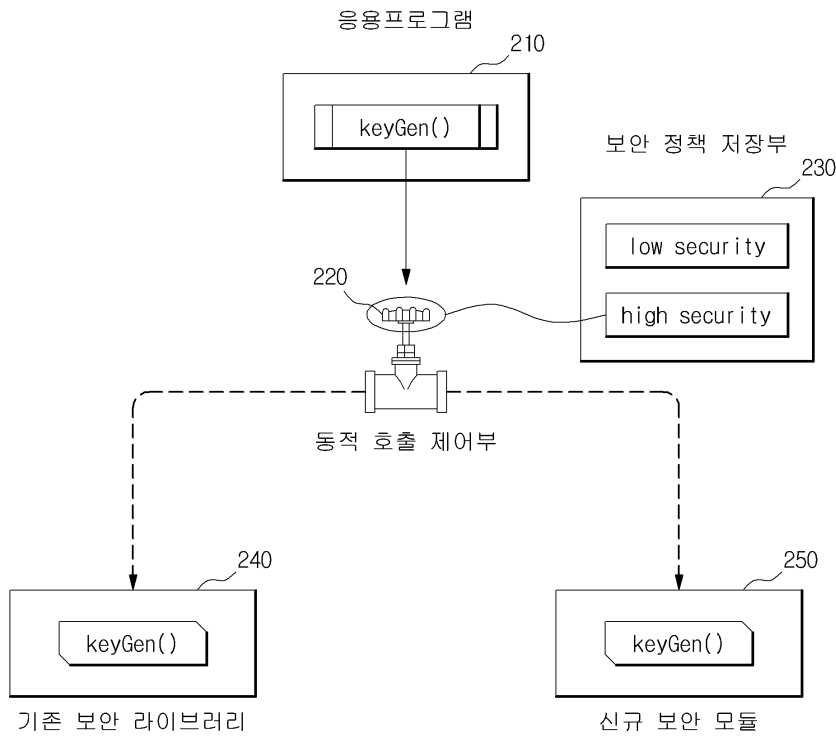 응용프로그램
210
keyGen()
보안 정책 저장부
230
low security
high security
220
동적 호출 제어부
240
keyGen()
기존 보안 라이브러리
250
keyGen()
신규 보안 모듈